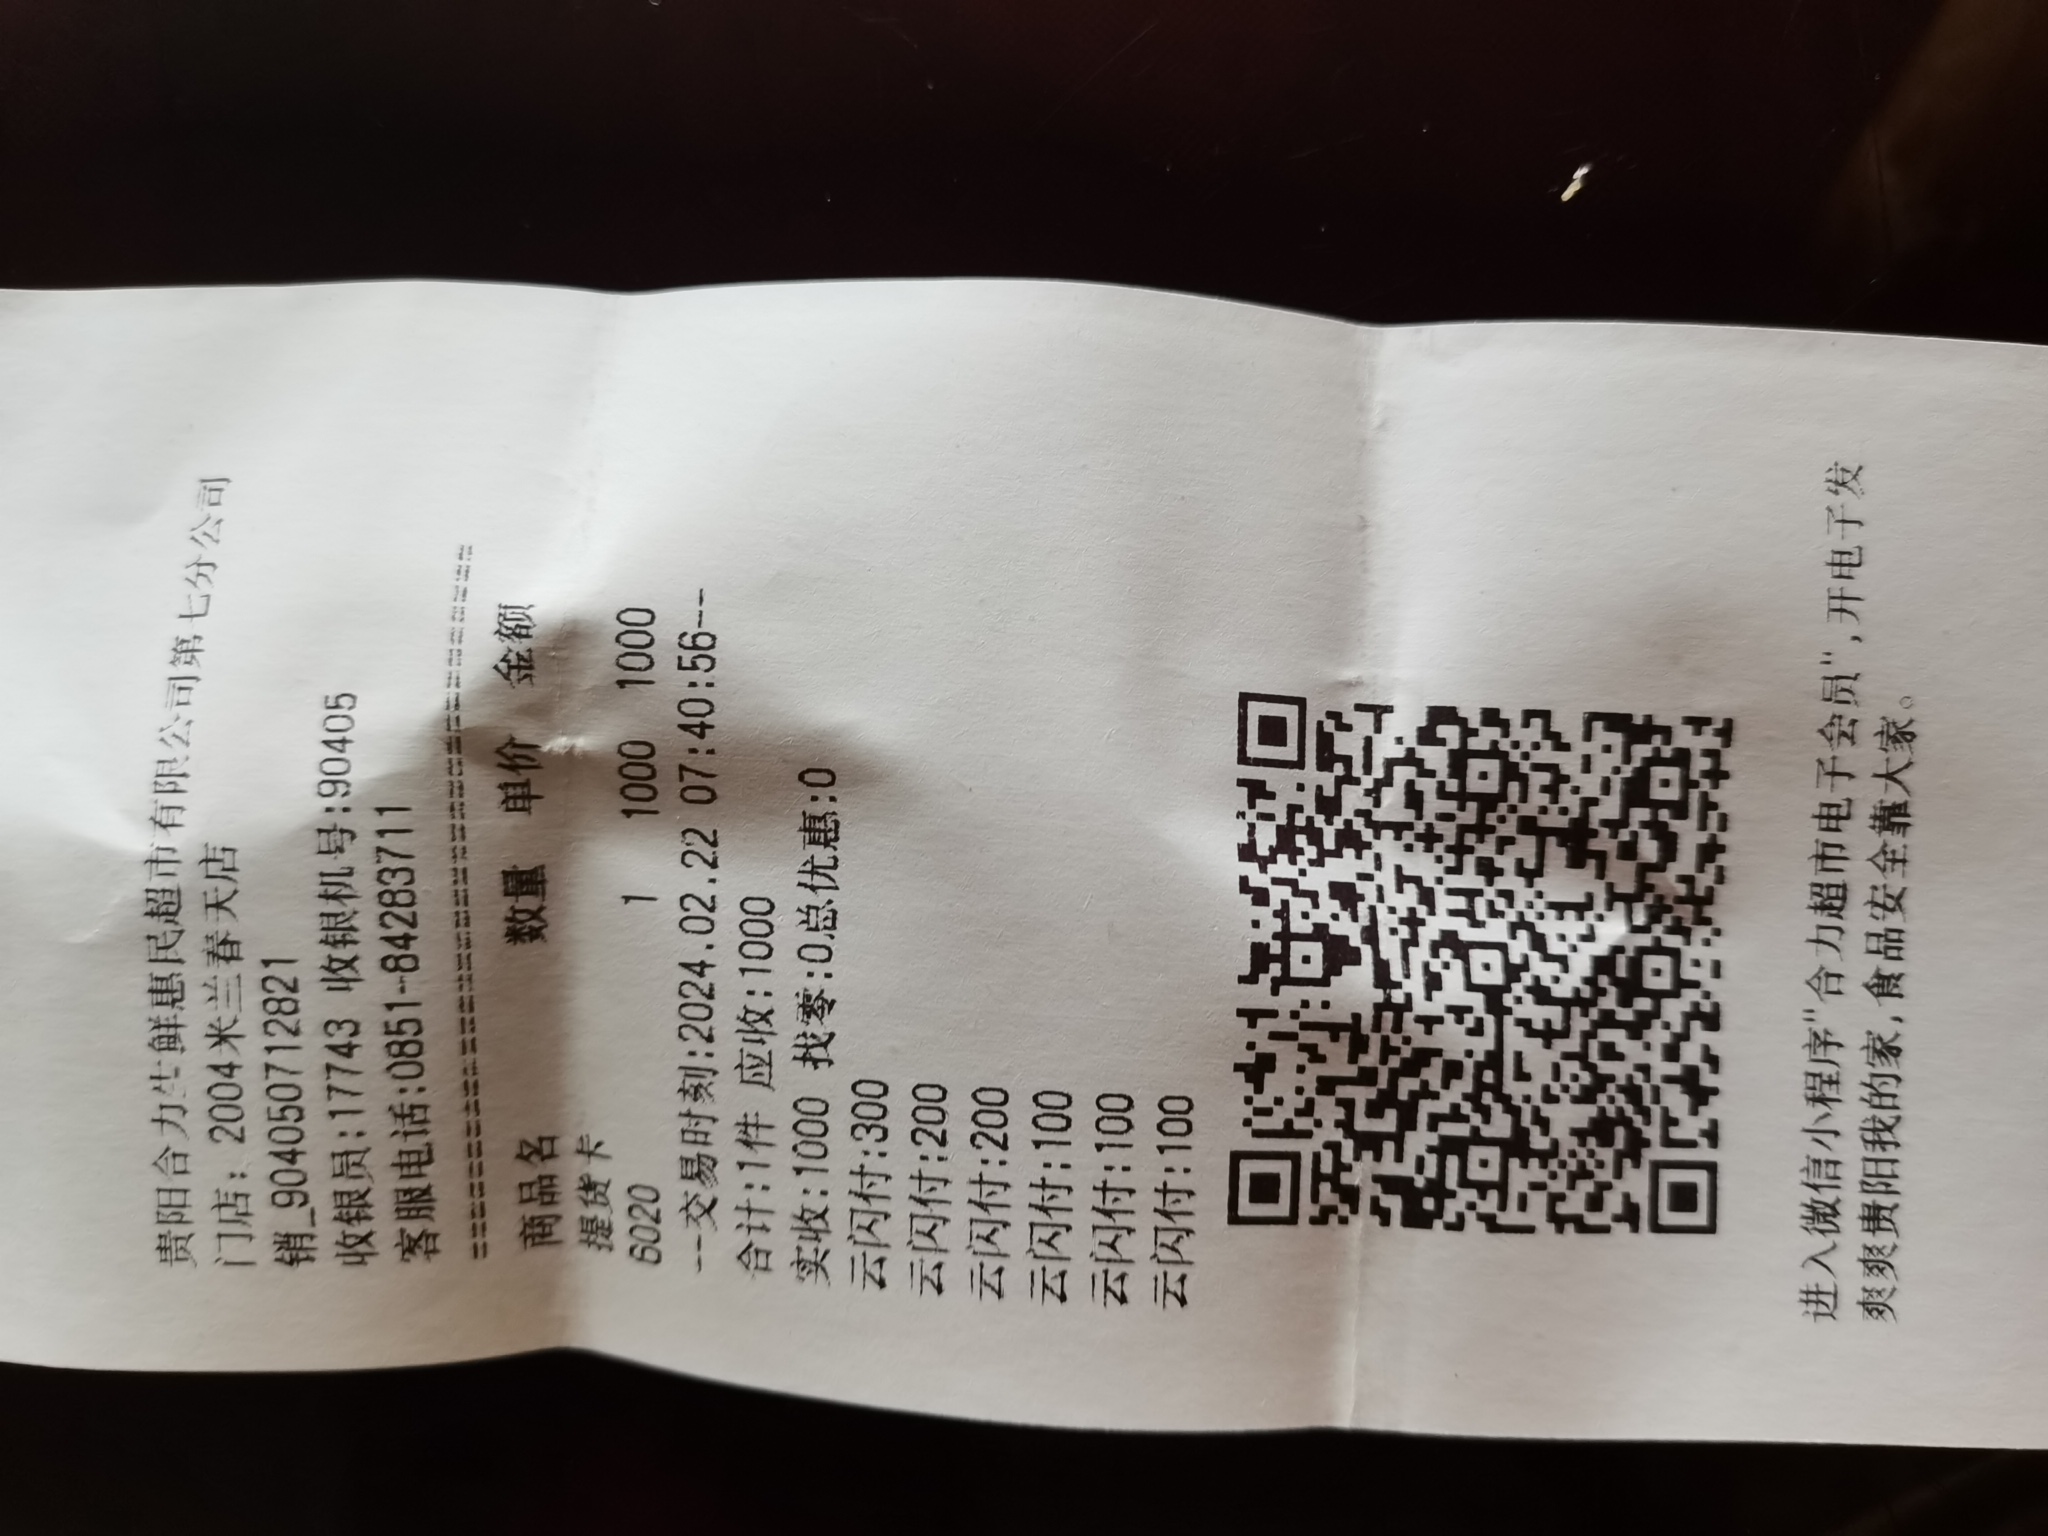 贵阳合力生鲜惠民超市有限公司第七分公司
门店: 2004米兰春天店
销_904050712821
收银员:17743 收银机号:90405
客服电话:0851-84283711
商品名 数量 单价 金额
提货卡
6020 1 1000 1000
--交易时刻:2024.02.22 07:40:56---
合计:1件 应收:1000
实收:1000 找零:0总优惠:0
云闪付:300
云闪付:200
云闪付:200
云闪付:100
云闪付:100
云闪付:100
进入微信小程序"合力超市电子会员",开电子发
爽爽贵阳我的家,食品安全靠大家。